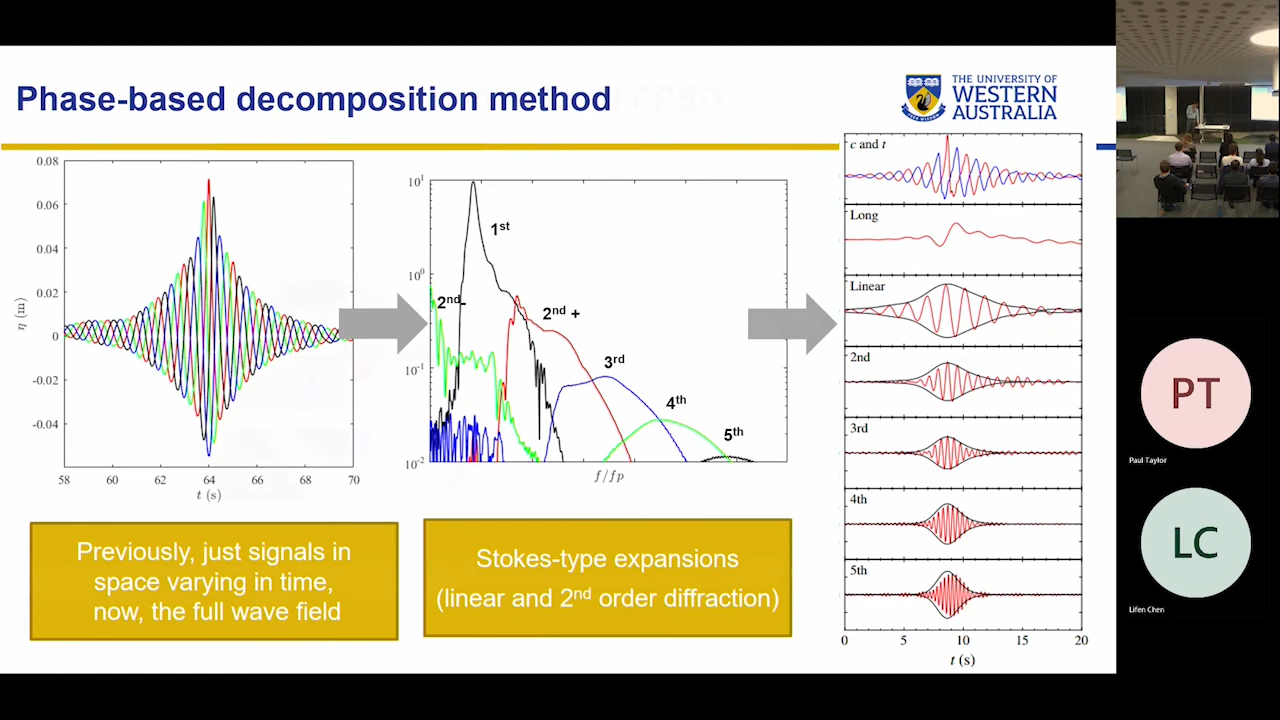 Phase-based decomposition method
THE UNIVERSITY OF
WESTERN
AUSTRALIA
0.08
0.06
0.04
0.02
0
-0.02
-0.04
η (m)
58
60
62
64
66
68
70
t (s)
10¹
10⁰
10⁻¹
10⁻²
1st
2nd-
2nd +
3rd
4th
5th
f/fp
c and t
Long
Linear
2nd
3rd
4th
5th
0
5
10
15
20
t (s)
Previously, just signals in
space varying in time,
now, the full wave field
Stokes-type expansions
(linear and 2nd order diffraction)
PT
Paul Taylor
LC
Lifen Chen